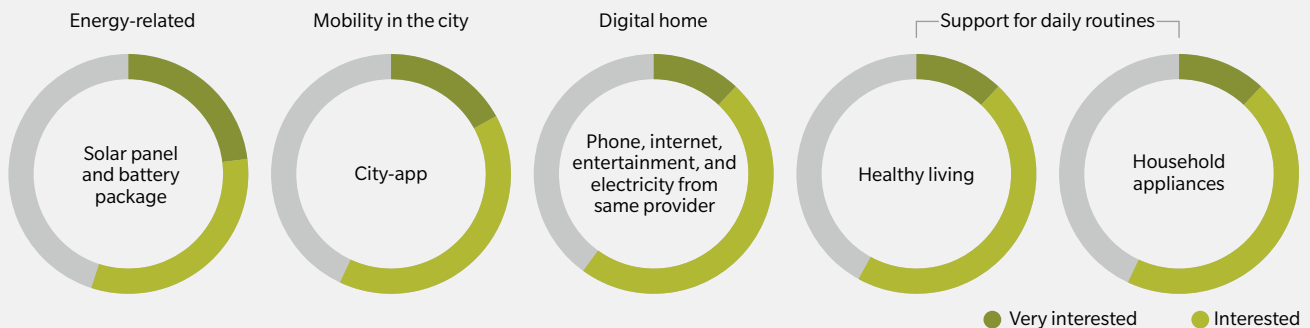 Energy-related
Mobility in the city
Digital home
Support for daily routines
Solar panel
and battery
package
City-app
Phone, internet,
entertainment, and
electricity from
same provider
Healthy living
Household
appliances
Very interested
Interested